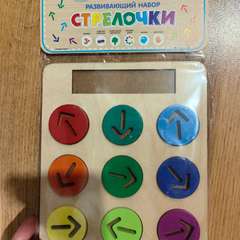 РАЗВИВАЮЩИЙ НАБОР
СТРЕЛОЧКИ